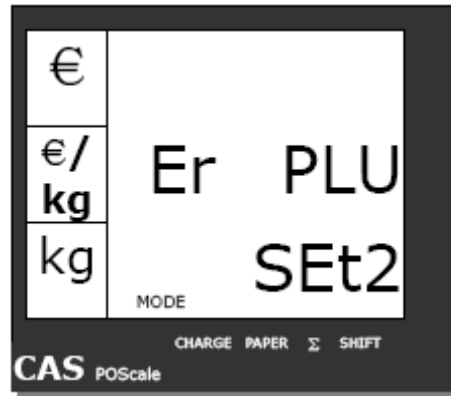 €
€/
kg
Er PLU
kg
SEt2
MODE
CHARGE PAPER Σ SHIFT
CAS POScale